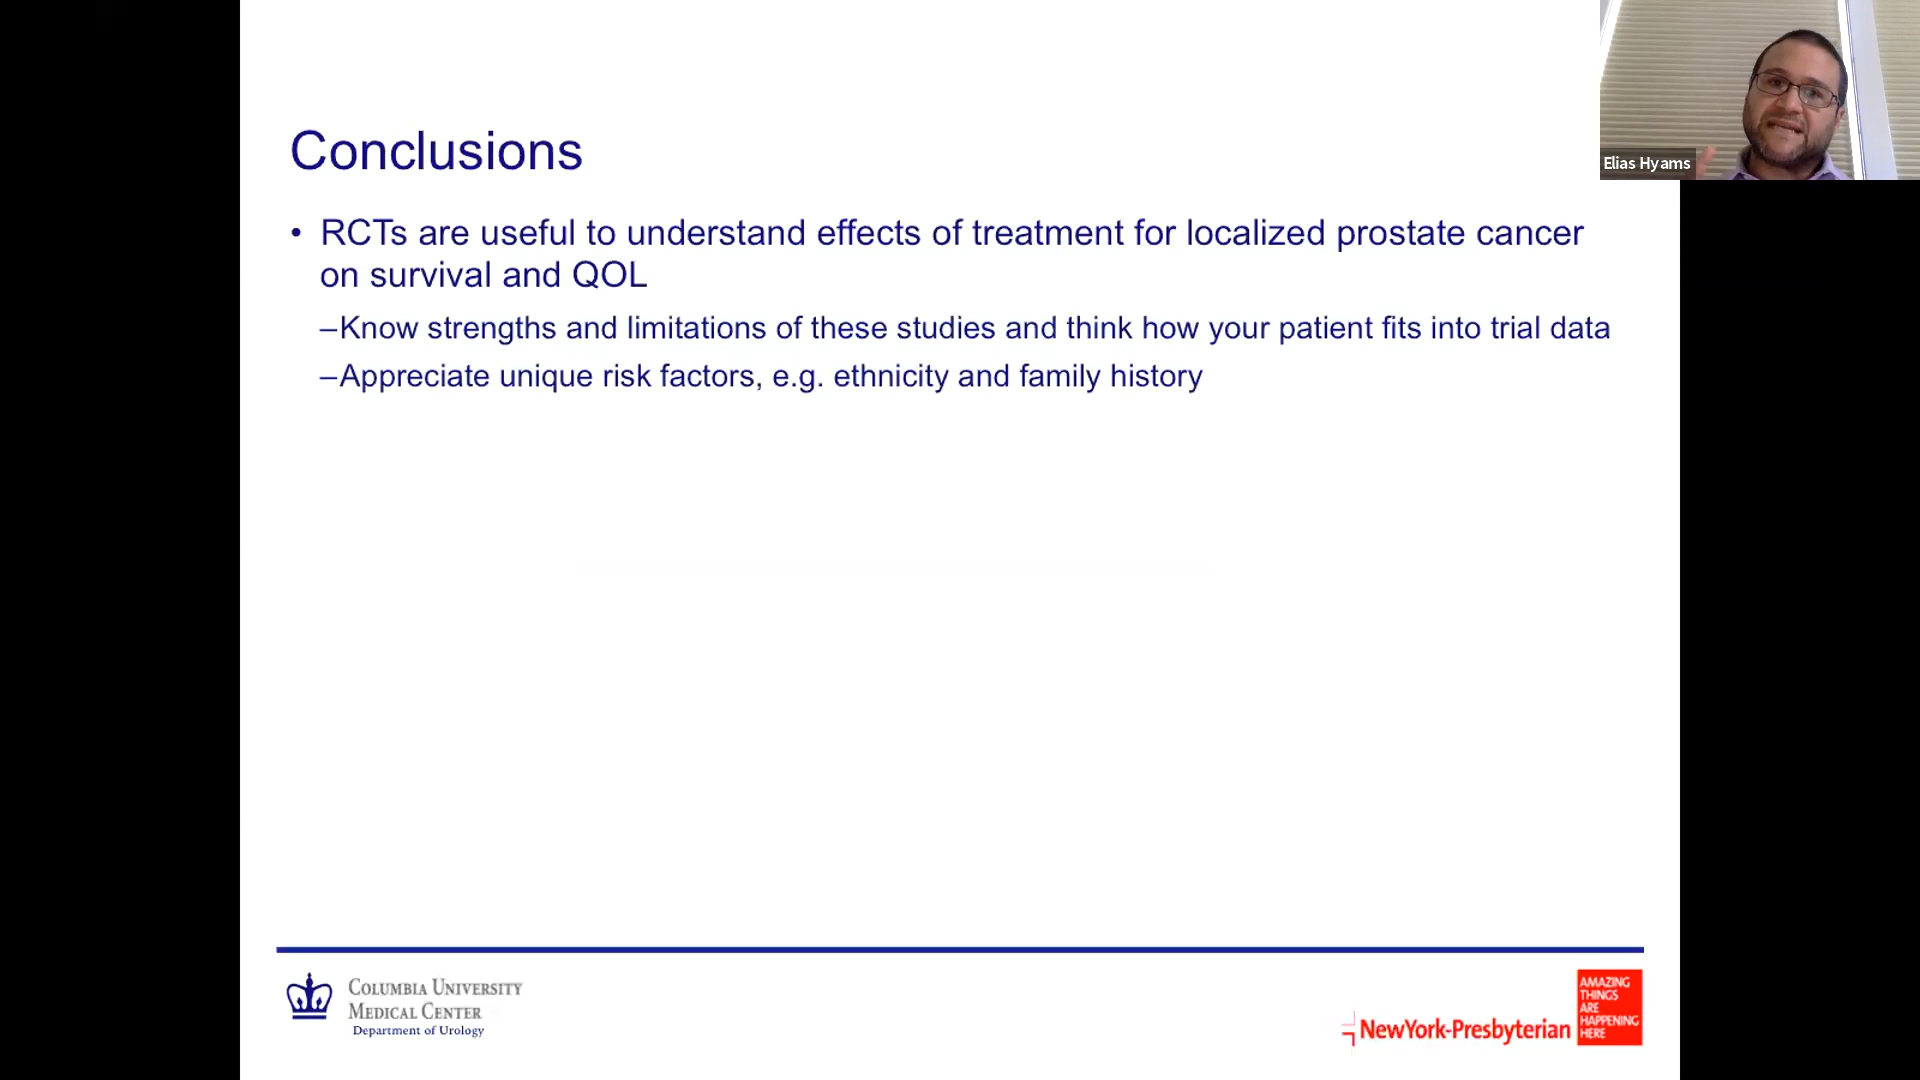 Conclusions
• RCTs are useful to understand effects of treatment for localized prostate cancer
on survival and QOL
–Know strengths and limitations of these studies and think how your patient fits into trial data
–Appreciate unique risk factors, e.g. ethnicity and family history
Elias Hyams
COLUMBIA UNIVERSITY
MEDICAL CENTER
Department of Urology
NewYork-Presbyterian
AMAZING
THINGS
ARE
HAPPENING
HERE